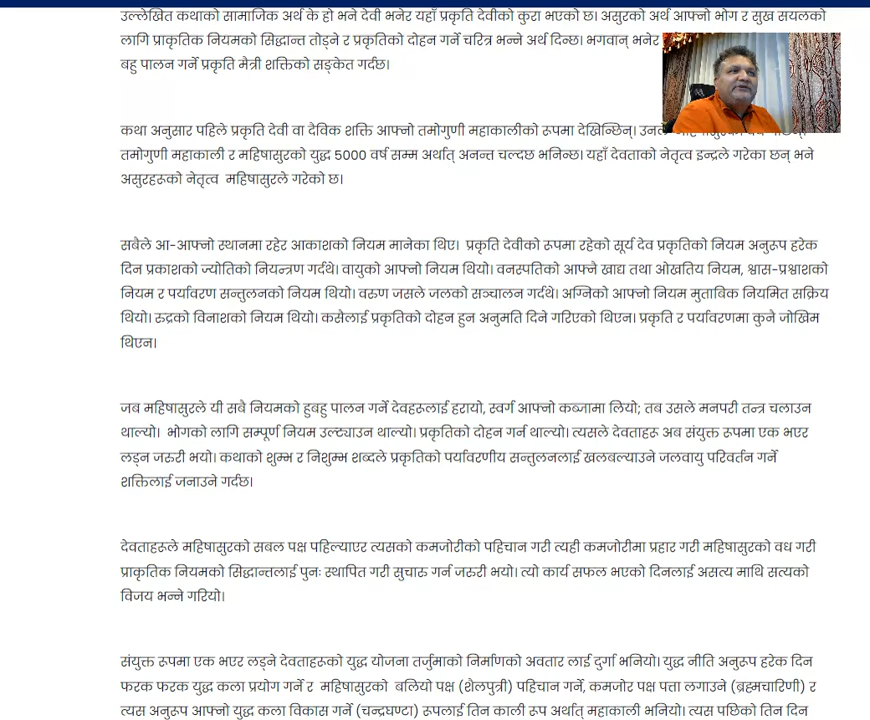 उल्लेखित कथाको सामाजिक अर्थ के हो भने देवी भनेर यहाँ प्रकृति देवीको कुरा भएको छ। असुरको अर्थ आफ्नो भोग र सुख सयलको
लागि प्राकृतिक नियमको सिद्धान्त तोड्ने र प्रकृतिको दोहन गर्ने चरित्र भन्ने अर्थ दिन्छ। भगवान् भनेर
बहु पालन गर्ने प्रकृति मैत्री शक्तिको सङ्केत गर्दछ।
कथा अनुसार पहिले प्रकृति देवी वा दैविक शक्ति आफ्नो तमोगुणी महाकालीको रूपमा देखिन्छिन्।
तमोगुणी महाकाली र महिषासुरको युद्ध 5000 वर्ष सम्म अर्थात् अनन्त चल्दछ भनिन्छ। यहाँ देवताको नेतृत्व इन्द्रले गरेका छन् भने
असुरहरूको नेतृत्व महिषासुरले गरेको छ।
सबैले आ-आफ्नो स्थानमा रहेर आकाशको नियम मानेका थिए। प्रकृति देवीको रूपमा रहेको सूर्य देव प्रकृतिको नियम अनुरूप हरेक
दिन प्रकाशको ज्योतिको नियन्त्रण गर्दथे। वायुको आफ्नो नियम थियो। वनस्पतिको आफ्नै खाद्य तथा ओखतिय नियम, श्वास-प्रश्वाशको
नियम र पर्यावरण सन्तुलनको नियम थियो। वरुण जसले जलको सञ्चालन गर्दथे। अग्निको आफ्नो नियम मुताबिक नियमित सक्रिय
थियो। रुद्रको विनाशको नियम थियो। कसैलाई प्रकृतिको दोहन हुन अनुमति दिने गरिएको थिएन। प्रकृति र पर्यावरणमा कुनै जोखिम
थिएन।
जब महिषासुरले यी सबै नियमको हुबहु पालन गर्ने देवहरूलाई हरायो, स्वर्ग आफ्नो कब्जामा लियो; तब उसले मनपरी तन्त्र चलाउन
थाल्यो। भोगको लागि सम्पूर्ण नियम उल्ट्याउन थाल्यो। प्रकृतिको दोहन गर्न थाल्यो। त्यसले देवताहरू अब संयुक्त रूपमा एक भएर
लड्न जरुरी भयो। कथाको शुम्भ र निशुम्भ शब्दले प्रकृतिको पर्यावरणीय सन्तुलनलाई खलबल्याउने जलवायु परिवर्तन गर्ने
शक्तिलाई जनाउने गर्दछ।
देवताहरूले महिषासुरको सबल पक्ष पहिल्याएर त्यसको कमजोरीको पहिचान गरी त्यही कमजोरीमा प्रहार गरी महिषासुरको वध गरी
प्राकृतिक नियमको सिद्धान्तलाई पुनः स्थापित गरी सुचारु गर्न जरुरी भयो। त्यो कार्य सफल भएको दिनलाई असत्य माथि सत्यको
विजय भन्ने गरियो।
संयुक्त रूपमा एक भएर लड्ने देवताहरूको युद्ध योजना तर्जुमाको निर्माणको अवतार लाई दुर्गा भनियो। युद्ध नीति अनुरूप हरेक दिन
फरक फरक युद्ध कला प्रयोग गर्ने र महिषासुरको बलियो पक्ष (शैलपुत्री) पहिचान गर्ने, कमजोर पक्ष पत्ता लगाउने (ब्रह्मचारिणी) र
त्यस अनुरूप आफ्नो युद्ध कला विकास गर्ने (चन्द्रघण्टा) रूपलाई तिन काली रूप अर्थात् महाकाली भनियो। त्यस पछिको तिन दिन